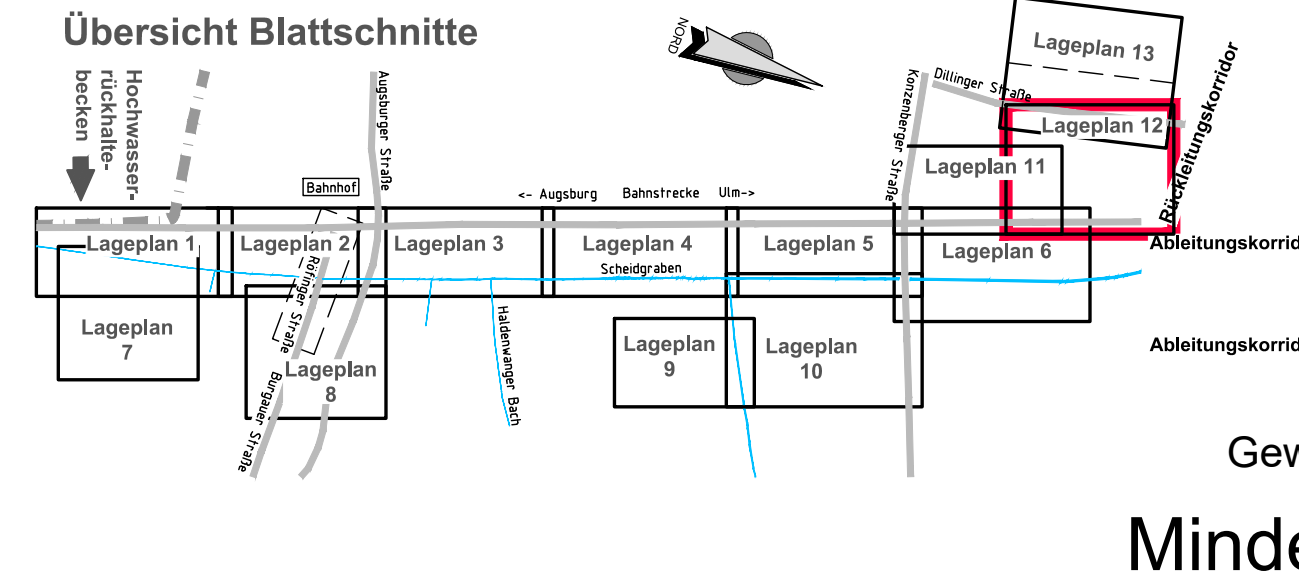 Übersicht Blattschnitte
Hochwasser-
rückhalte-
becken
Augsburger Straße
NORD
Konzenberger Straße
Dillinger Straße
Lageplan 13
Lageplan 12
Lageplan 11
Rückleitungskorridor
Bahnhof
<- Augsburg Bahnstrecke Ulm->
Lageplan 1
Lageplan 2
Lageplan 3
Lageplan 4
Lageplan 5
Lageplan 6
Ableitungskorrid
Scheidgraben
Röfinger Straße
Haldenwanger Bach
Lageplan
7
Lageplan
8
Burgauer Straße
Lageplan
9
Lageplan
10
Ableitungskorrid
Gew
Minde